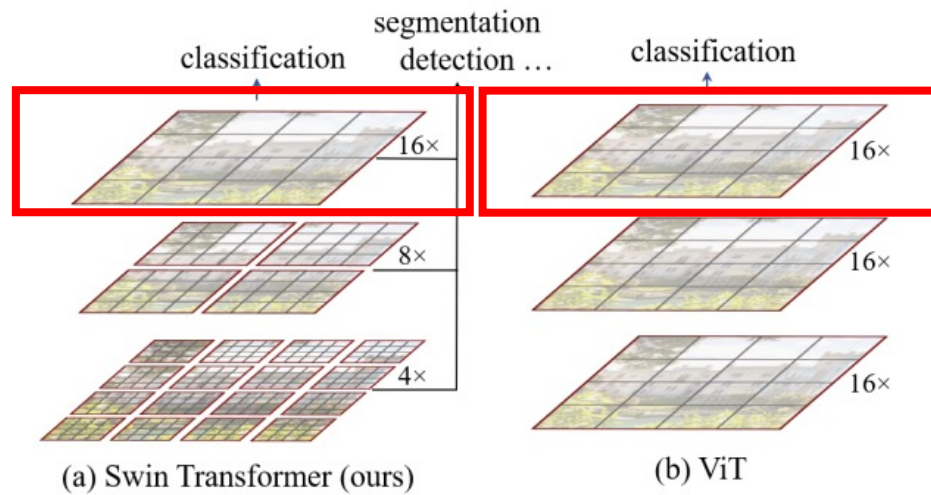 segmentation
classification
detection ...
classification
16×
16×
8×
16×
4×
16×
(a) Swin Transformer (ours)
(b) ViT